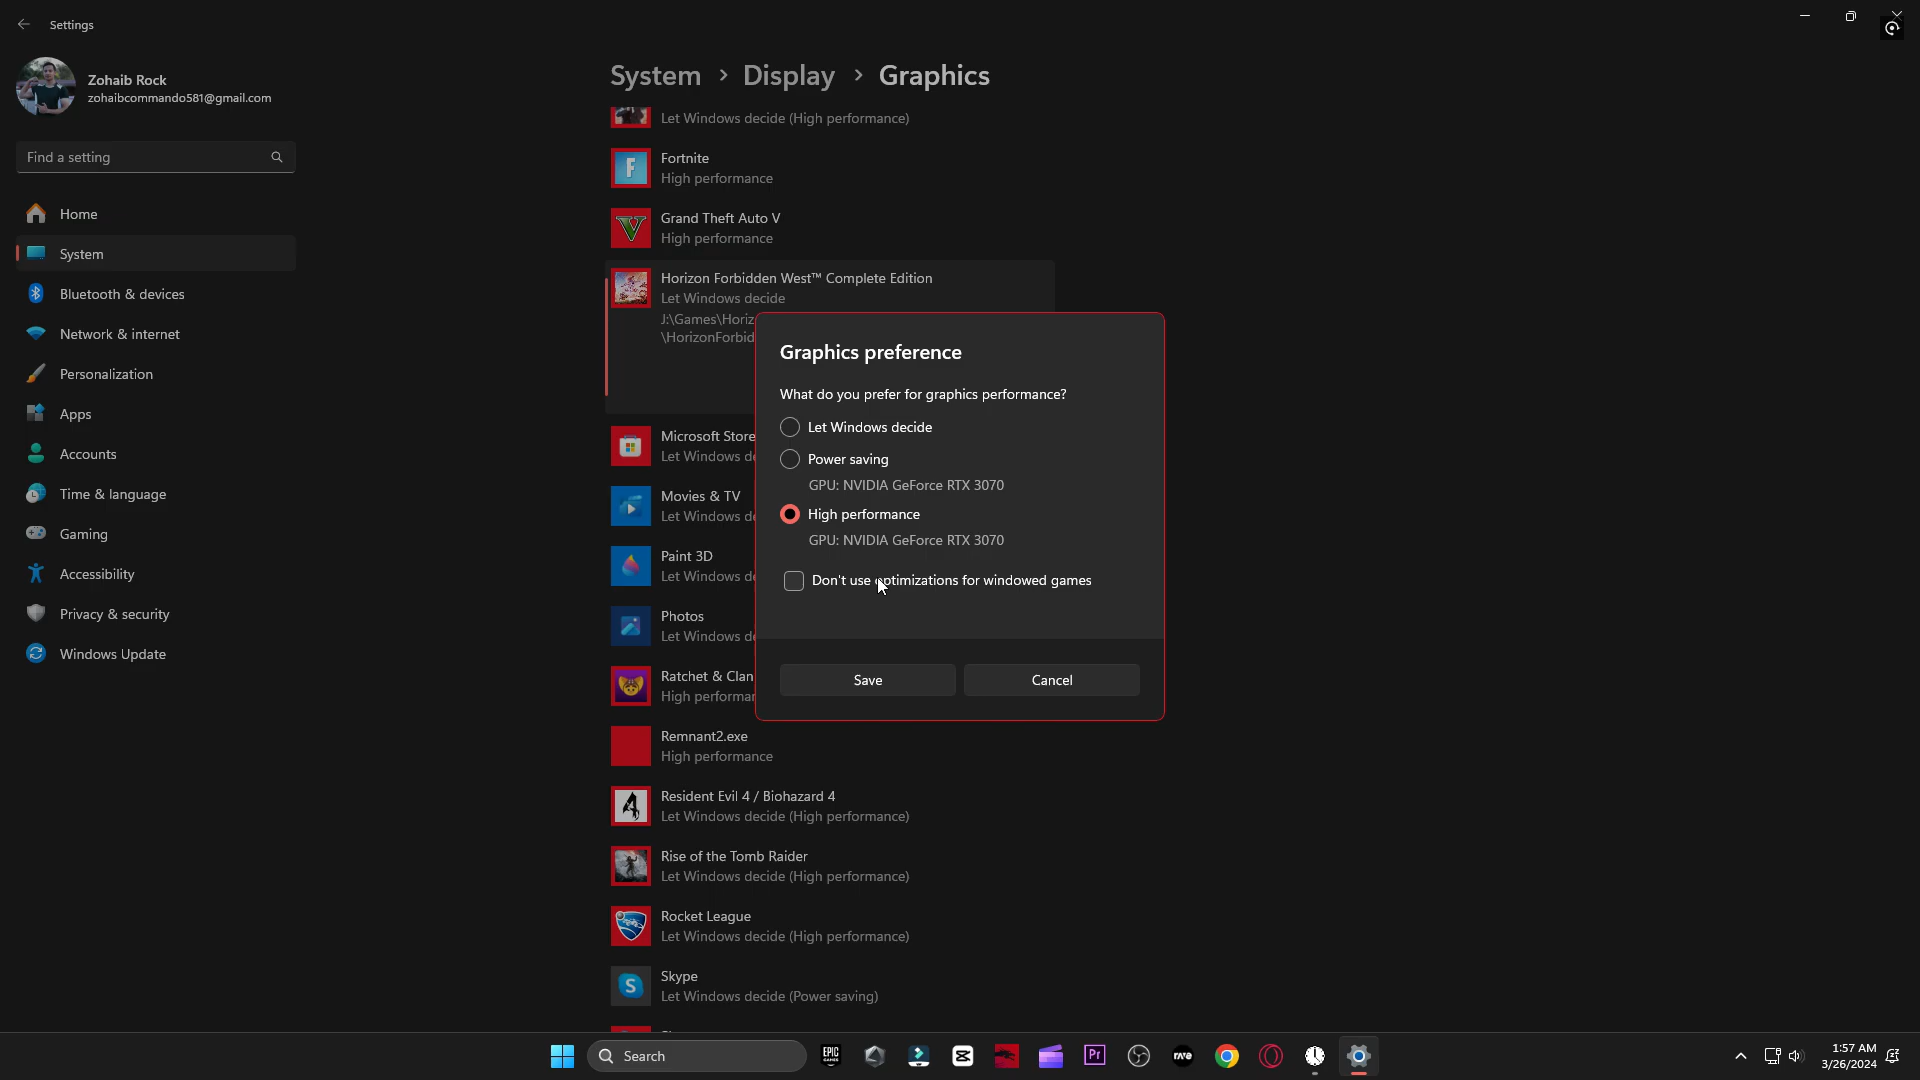 Settings
Zohaib Rock
zohaibcommando581@gmail.com
Find a setting
Home
System
Bluetooth & devices
Network & internet
Personalization
Apps
Accounts
Time & language
Gaming
Accessibility
Privacy & security
Windows Update
System > Display > Graphics
Let Windows decide (High performance)
Fortnite
High performance
Grand Theft Auto V
High performance
Horizon Forbidden West™ Complete Edition
Let Windows decide
J:\Games\Horiz
\HorizonForbid
Microsoft Store
Let Windows de
Movies & TV
Let Windows de
Paint 3D
Let Windows de
Photos
Let Windows de
Ratchet & Clan
High performan
Remnant2.exe
High performance
Resident Evil 4 / Biohazard 4
Let Windows decide (High performance)
Rise of the Tomb Raider
Let Windows decide (High performance)
Rocket League
Let Windows decide (High performance)
Skype
Let Windows decide (Power saving)
Graphics preference
What do you prefer for graphics performance?
Let Windows decide
Power saving
GPU: NVIDIA GeForce RTX 3070
High performance
GPU: NVIDIA GeForce RTX 3070
Don't use optimizations for windowed games
Save
Cancel
Search
EPIC GAMES
Pr
rave
1:57 AM
3/26/2024